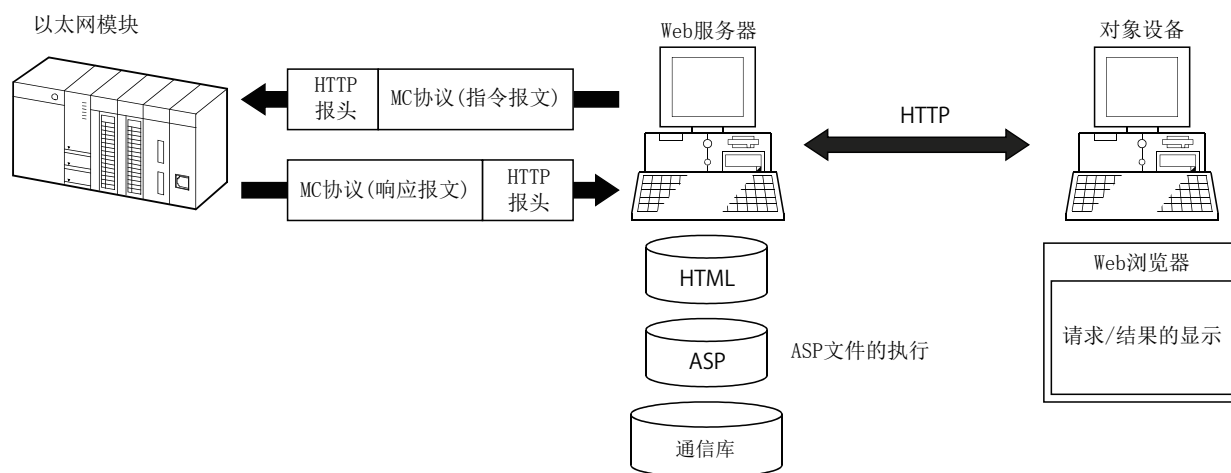 以太网模块
Web服务器
对象设备
HTTP
报头
MC协议(指令报文)
HTTP
MC协议(响应报文)
HTTP
报头
HTML
Web浏览器
请求/结果的显示
ASP
ASP文件的执行
通信库